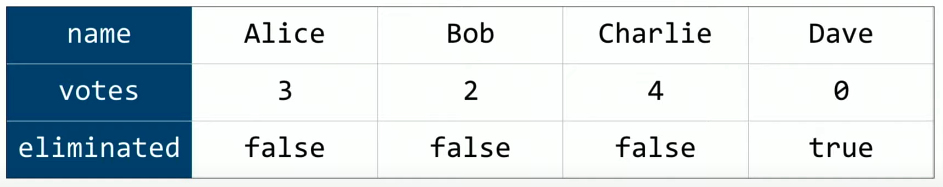 name Alice Bob Charlie Dave
votes 3 2 4 0
eliminated false false false true